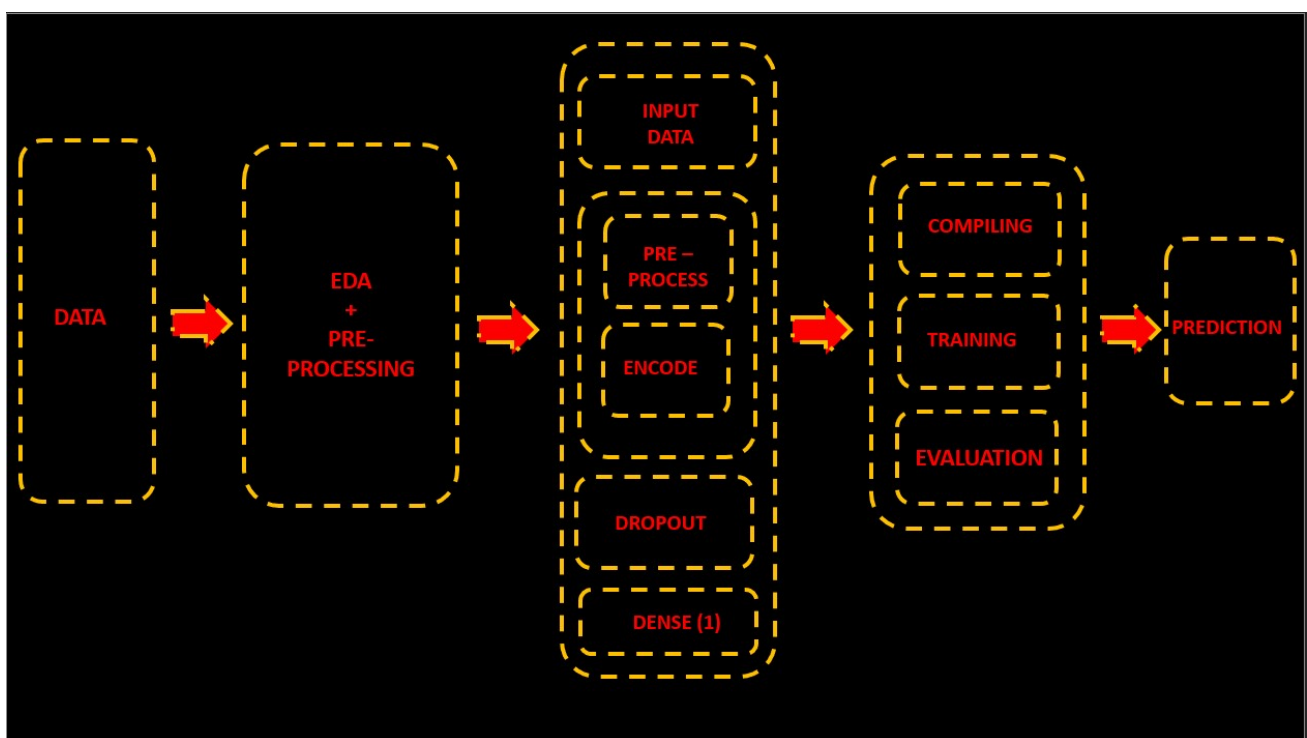 DATA
EDA
+
PRE-
PROCESSING
INPUT
DATA
PRE –
PROCESS
ENCODE
DROPOUT
DENSE (1)
COMPILING
TRAINING
EVALUATION
PREDICTION